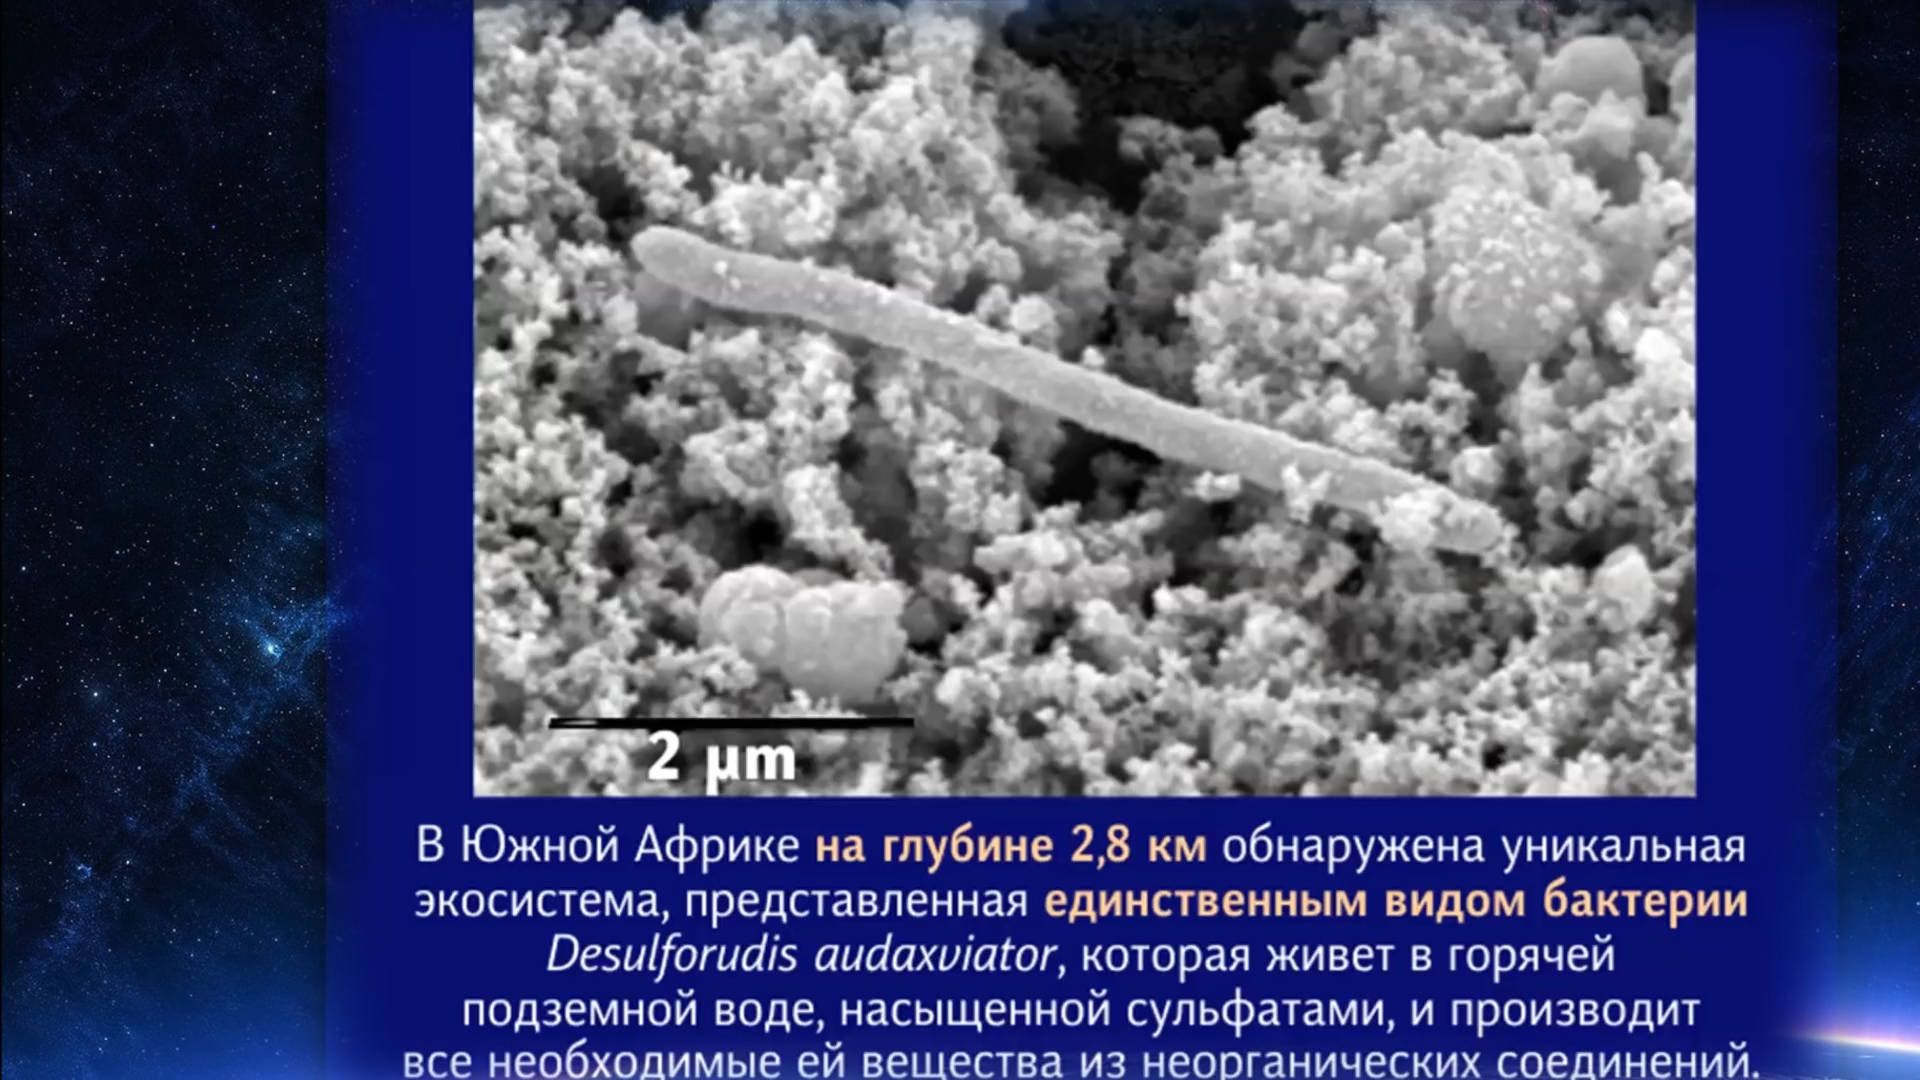 2 µm
В Южной Африке на глубине 2,8 км обнаружена уникальная
экосистема, представленная единственным видом бактерии
Desulforudis audaxviator, которая живет в горячей
подземной воде, насыщенной сульфатами, и производит
все необходимые ей вещества из неорганических соединений.